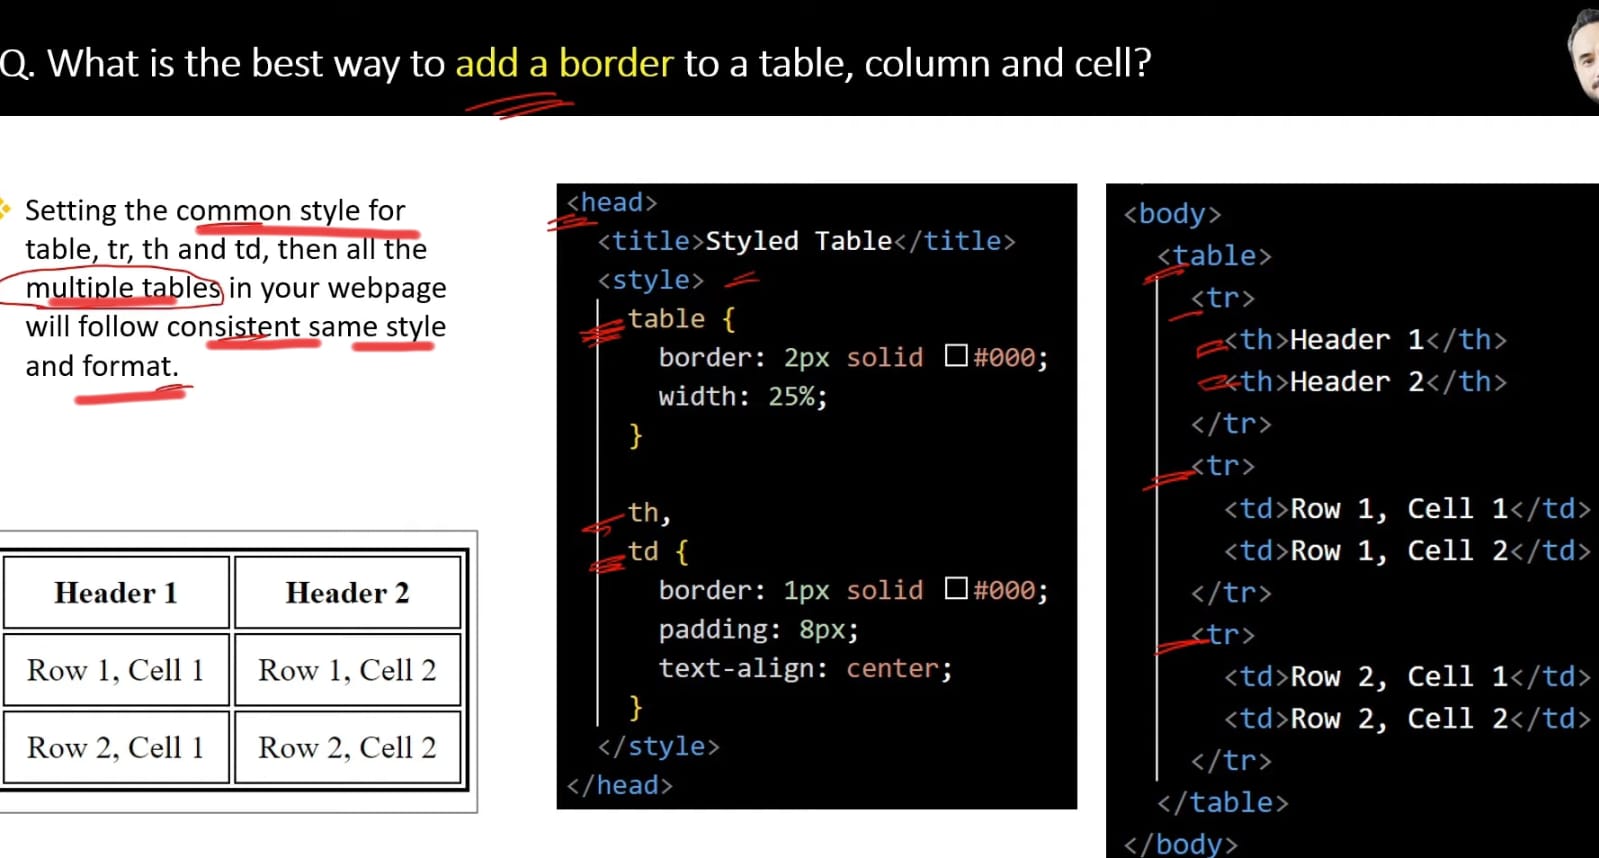 Q. What is the best way to add a border to a table, column and cell?
Setting the common style for
table, tr, th and td, then all the
multiple tables in your webpage
will follow consistent same style
and format.
Header 1 Header 2
Row 1, Cell 1 Row 1, Cell 2
Row 2, Cell 1 Row 2, Cell 2
<head>
<title>Styled Table</title>
<style>
table {
border: 2px solid #000;
width: 25%;
}
th,
td {
border: 1px solid #000;
padding: 8px;
text-align: center;
}
</style>
</head>
<body>
<table>
<tr>
<th>Header 1</th>
<th>Header 2</th>
</tr>
<tr>
<td>Row 1, Cell 1</td>
<td>Row 1, Cell 2</td>
</tr>
<tr>
<td>Row 2, Cell 1</td>
<td>Row 2, Cell 2</td>
</tr>
</table>
</body>